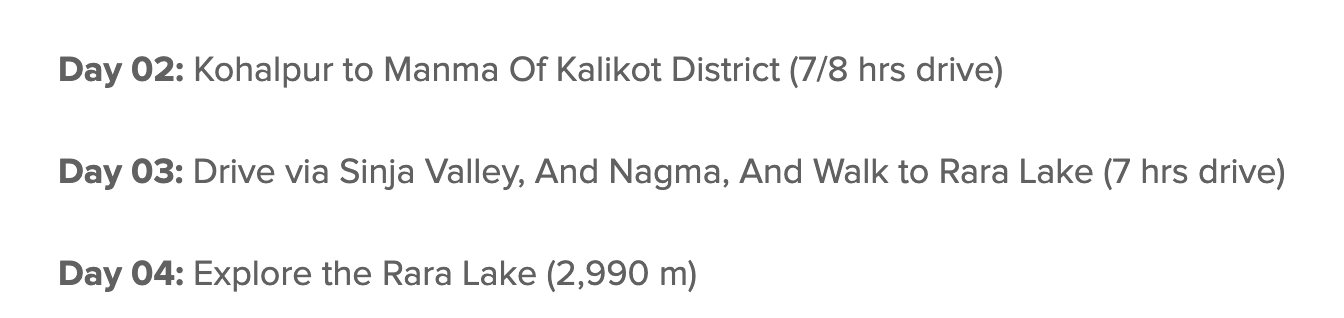 Day 02: Kohalpur to Manma Of Kalikot District (7/8 hrs drive)
Day 03: Drive via Sinja Valley, And Nagma, And Walk to Rara Lake (7 hrs drive)
Day 04: Explore the Rara Lake (2,990 m)